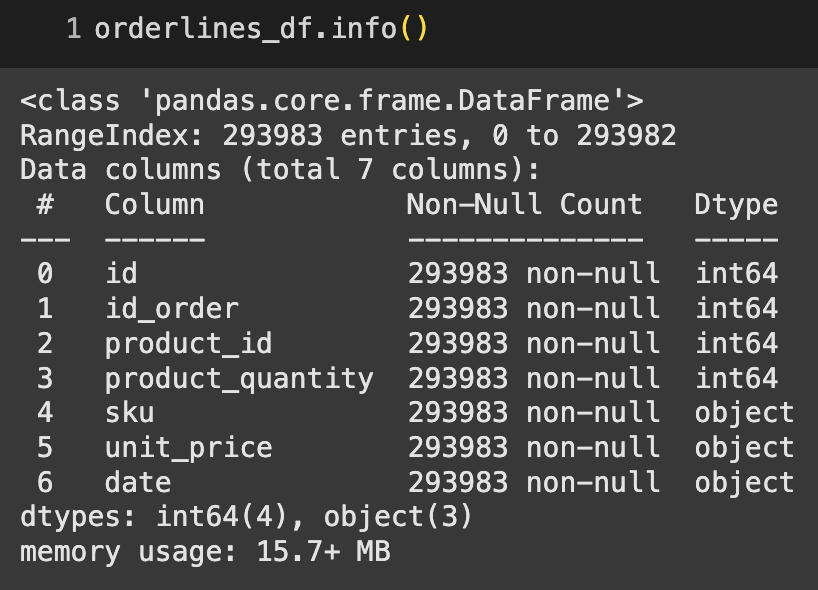 1 orderlines_df.info()
<class 'pandas.core.frame.DataFrame'>
RangeIndex: 293983 entries, 0 to 293982
Data columns (total 7 columns):
 #   Column            Non-Null Count   Dtype
---  ------            --------------   -----
 0   id                293983 non-null  int64
 1   id_order          293983 non-null  int64
 2   product_id        293983 non-null  int64
 3   product_quantity  293983 non-null  int64
 4   sku               293983 non-null  object
 5   unit_price        293983 non-null  object
 6   date              293983 non-null  object
dtypes: int64(4), object(3)
memory usage: 15.7+ MB